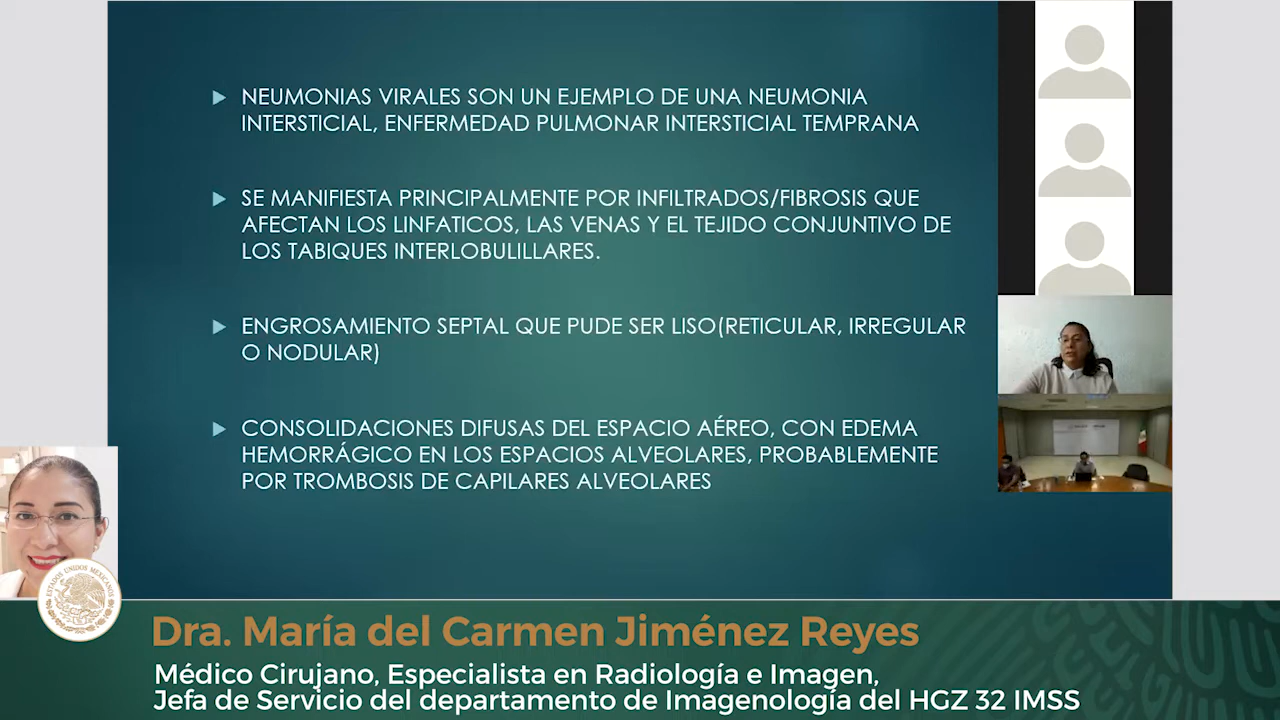 NEUMONIAS VIRALES SON UN EJEMPLO DE UNA NEUMONIA
INTERSTICIAL, ENFERMEDAD PULMONAR INTERSTICIAL TEMPRANA
SE MANIFIESTA PRINCIPALMENTE POR INFILTRADOS/FIBROSIS QUE
AFECTAN LOS LINFATICOS, LAS VENAS Y EL TEJIDO CONJUNTIVO DE
LOS TABIQUES INTERLOBULILLARES.
ENGROSAMIENTO SEPTAL QUE PUDE SER LISO(RETICULAR, IRREGULAR
O NODULAR)
CONSOLIDACIONES DIFUSAS DEL ESPACIO AÉREO, CON EDEMA
HEMORRÁGICO EN LOS ESPACIOS ALVEOLARES, PROBABLEMENTE
POR TROMBOSIS DE CAPILARES ALVEOLARES
ESTADOS UNIDOS MEXICANOS
Dra. María del Carmen Jiménez Reyes
Médico Cirujano, Especialista en Radiología e Imagen,
Jefa de Servicio del departamento de Imagenología del HGZ 32 IMSS